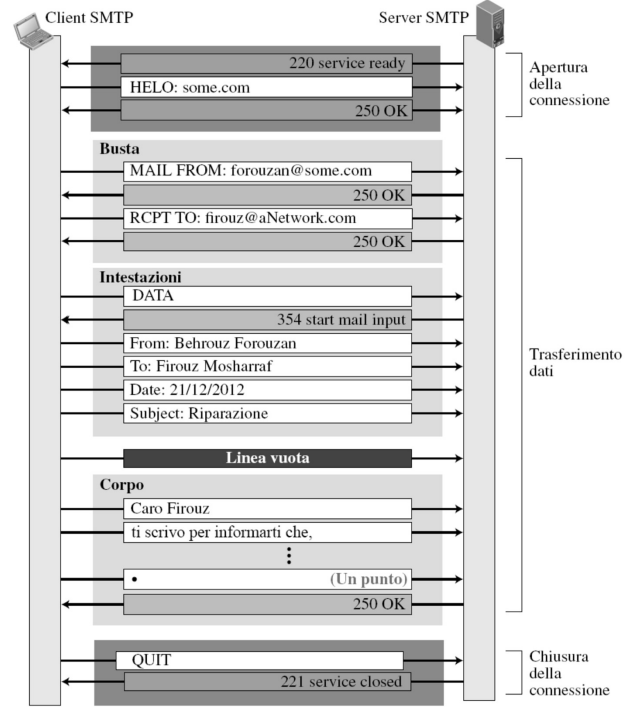 Client SMTP
Server SMTP
220 service ready
HELO: some.com
250 OK
Apertura
della
connessione
Busta
MAIL FROM: forouzan@some.com
250 OK
RCPT TO: firouz@aNetwork.com
250 OK
Intestazioni
DATA
354 start mail input
From: Behrouz Forouzan
To: Firouz Mosharraf
Date: 21/12/2012
Subject: Riparazione
Trasferimento
dati
Linea vuota
Corpo
Caro Firouz
ti scrivo per informarti che,
• (Un punto)
250 OK
QUIT
221 service closed
Chiusura
della
connessione